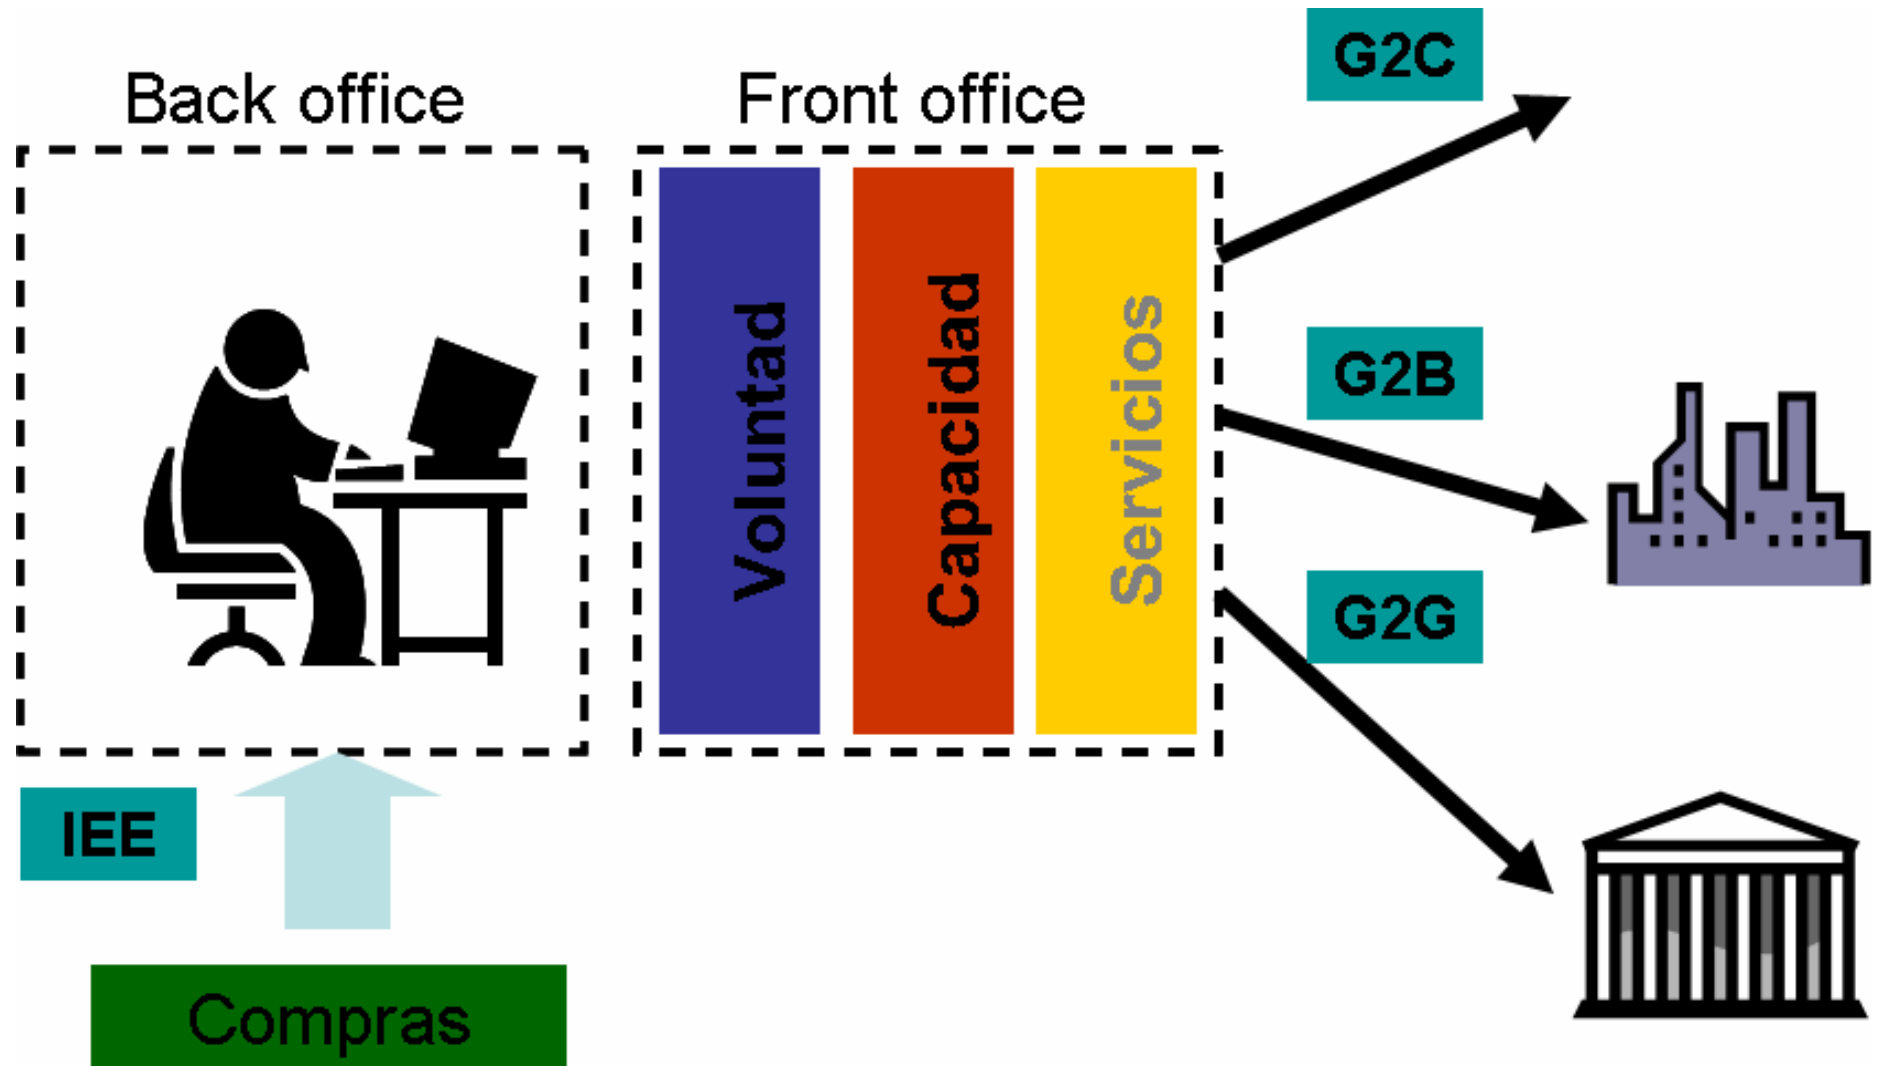 Back office
Front office
Voluntad
Capacidad
Servicios
G2C
G2B
G2G
IEE
Compras